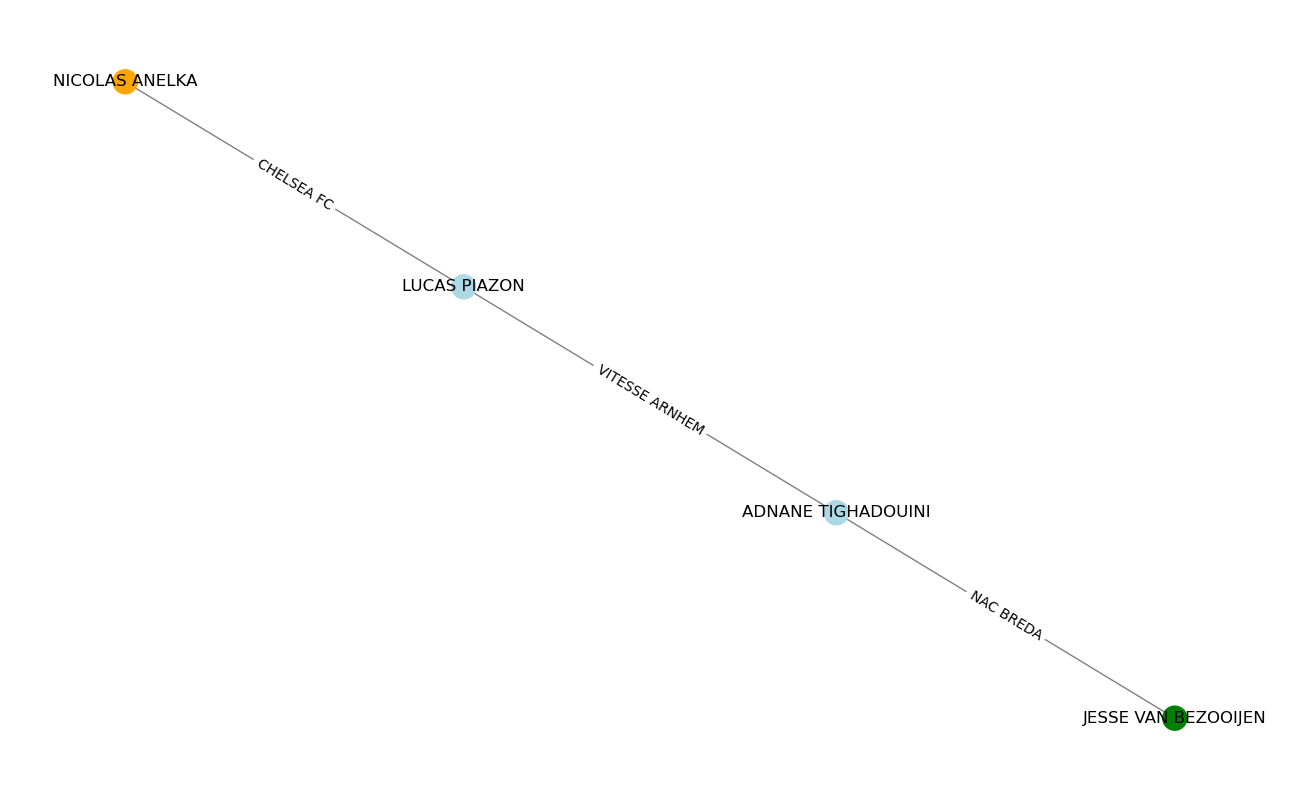 NICOLAS ANELKA
CHELSEA FC
LUCAS PIAZON
VITESSE ARNHEM
ADNANE TIGHADOUINI
NAC BREDA
JESSE VAN BEZOOIJEN